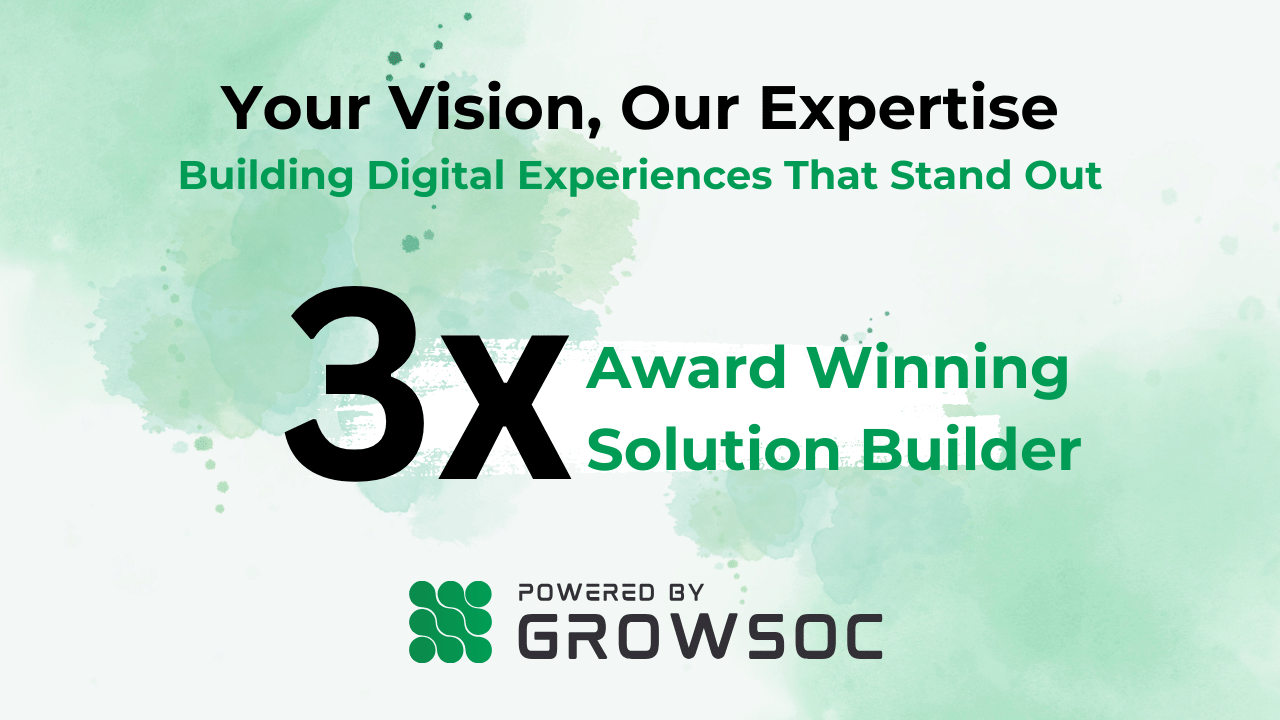 Your Vision, Our Expertise
Building Digital Experiences That Stand Out
3x
Award Winning
Solution Builder
POWERED BY
GROWSOC